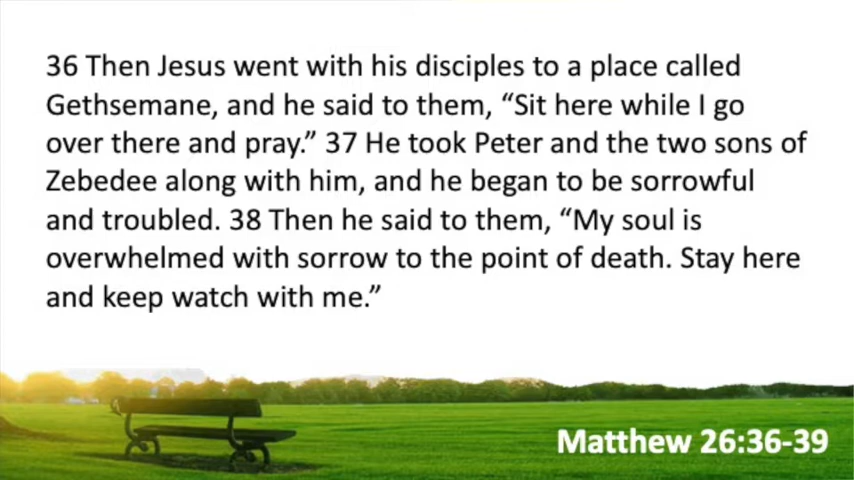 36 Then Jesus went with his disciples to a place called
Gethsemane, and he said to them, “Sit here while I go
over there and pray.” 37 He took Peter and the two sons of
Zebedee along with him, and he began to be sorrowful
and troubled. 38 Then he said to them, “My soul is
overwhelmed with sorrow to the point of death. Stay here
and keep watch with me.”
Matthew 26:36-39